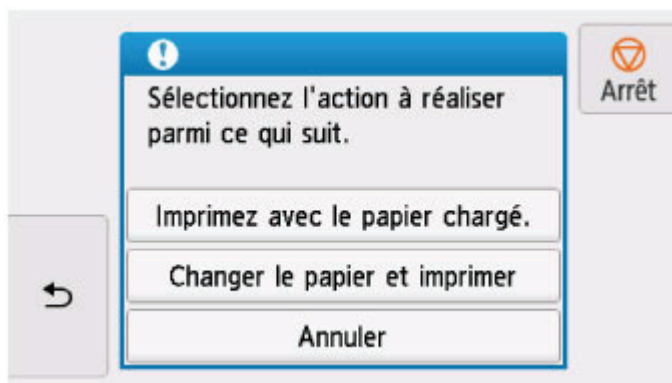 Sélectionnez l'action à réaliser
parmi ce qui suit.
Arrêt
Imprimez avec le papier chargé.
Changer le papier et imprimer
Annuler